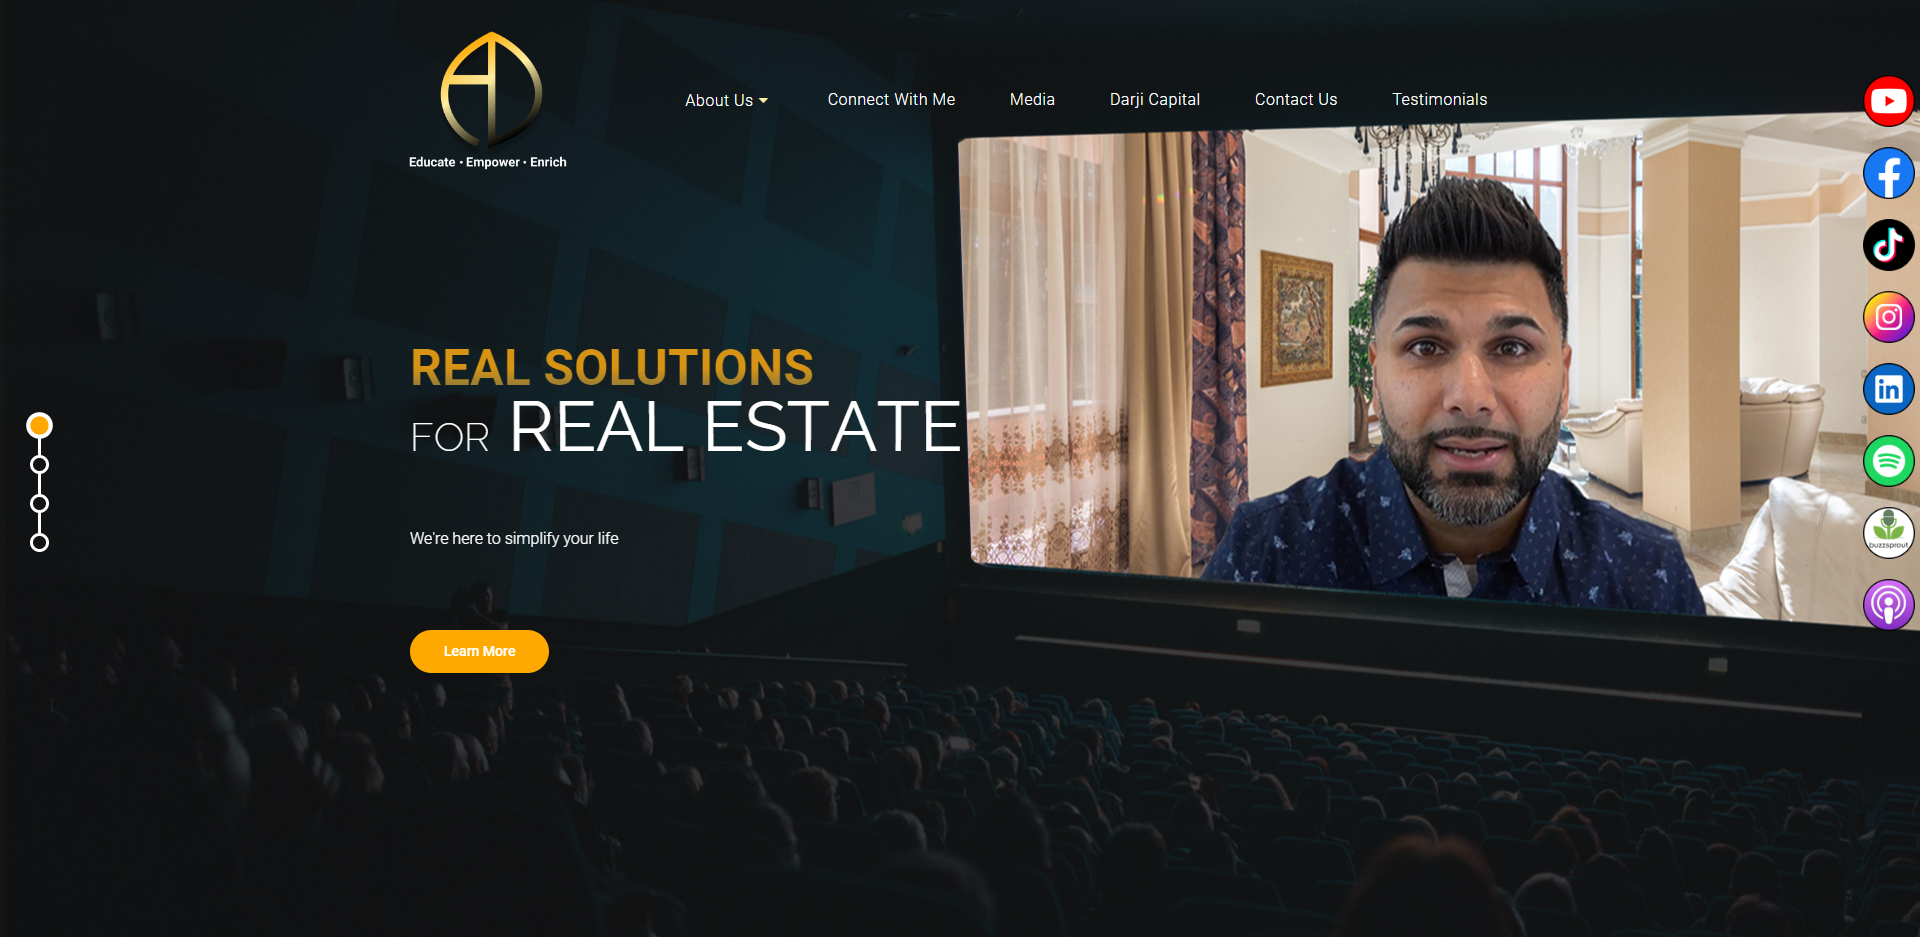 Educate • Empower • Enrich
About Us
Connect With Me
Media
Darji Capital
Contact Us
Testimonials
REAL SOLUTIONS
FOR REAL ESTATE
We're here to simplify your life
Learn More
in
buzzsprout